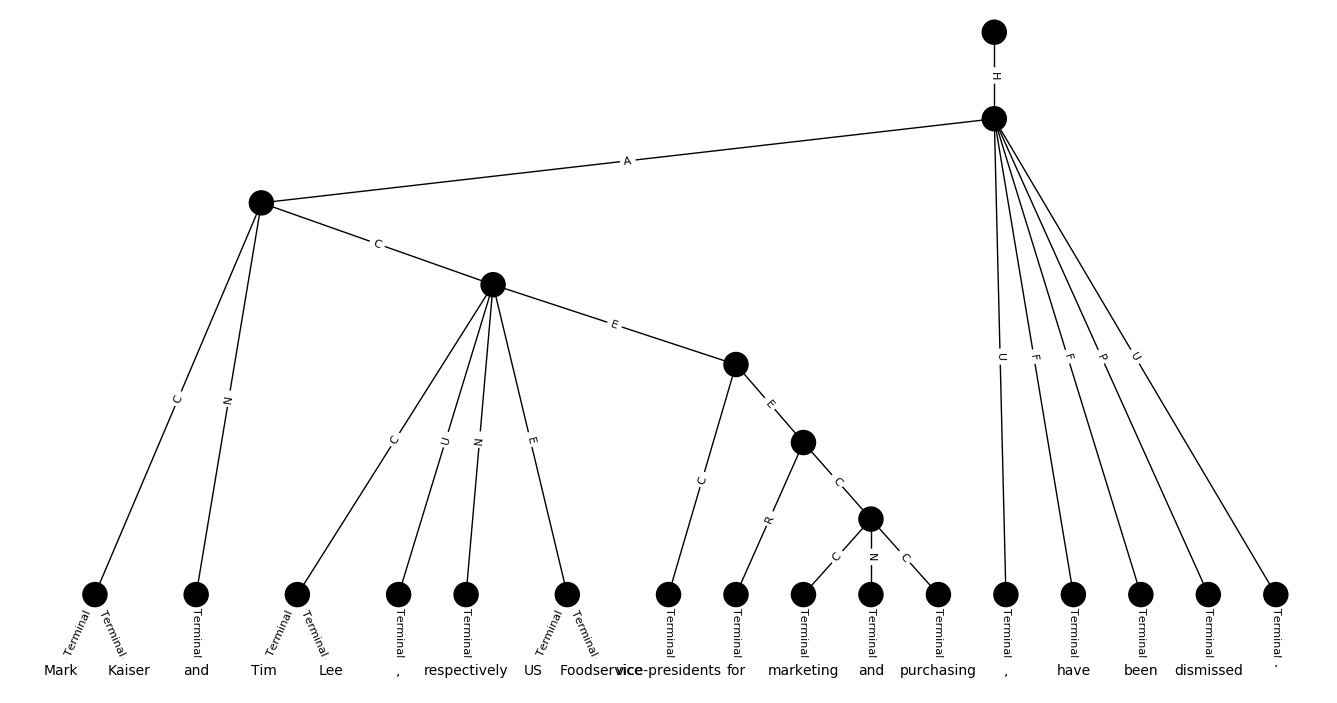 H
A
C
E
C N
U F F P U
E
C U N E
C C
R
C N C
Terminal Terminal Terminal Terminal Terminal Terminal Terminal Terminal Terminal Terminal Terminal Terminal Terminal Terminal Terminal Terminal Terminal Terminal Terminal
Mark Kaiser and Tim Lee , respectively US Foodservice vice-presidents for marketing and purchasing , have been dismissed .